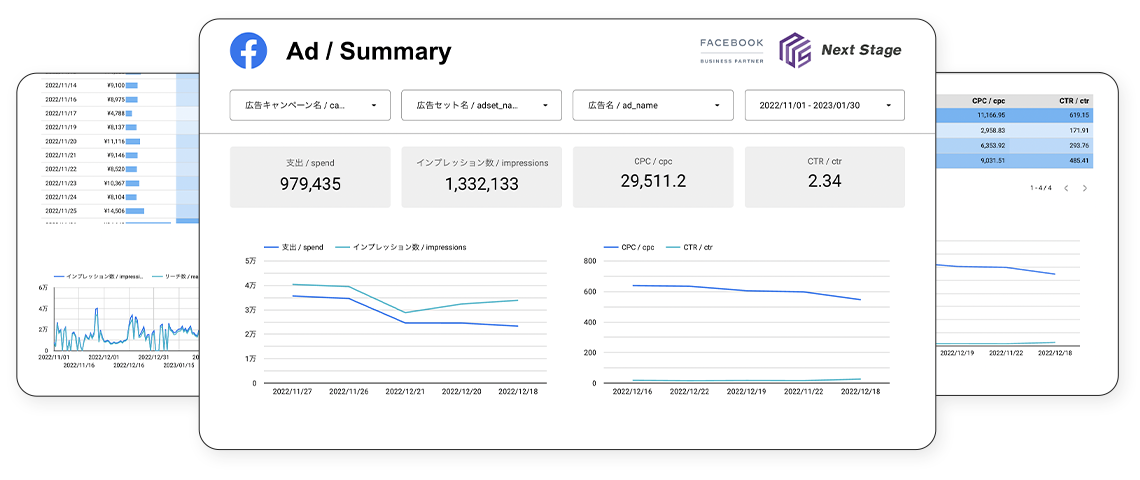 Ad / Summary
FACEBOOK
BUSINESS PARTNER
Next Stage
広告キャンペーン名 / ca...
広告セット名 / adset_na...
広告名 / ad_name
2022/11/01 - 2023/01/30
支出 / spend
979,435
インプレッション数 / impressions
1,332,133
CPC / cpc
29,511.2
CTR / ctr
2.34
支出 / spend
インプレッション数 / impressions
5万
4万
3万
2万
1万
0
2022/11/27
2022/11/26
2022/12/21
2022/12/20
2022/12/18
CPC / cpc
CTR / ctr
800
600
400
200
0
2022/12/16
2022/12/22
2022/12/19
2022/11/22
2022/12/18
2022/11/14 ¥9,100
2022/11/16 ¥8,975
2022/11/17 ¥4,788
2022/11/19 ¥8,137
2022/11/20 ¥11,116
2022/11/21 ¥9,146
2022/11/22 ¥8,520
2022/11/23 ¥10,367
2022/11/24 ¥8,104
2022/11/25 ¥14,506
インプレッション数 / impressi...
リーチ数 / rea
6万
4万
2万
0
2022/11/01
2022/12/01
2022/12/31
2022/11/16
2022/12/16
2023/01/15
CPC / cpc CTR / ctr
11,166.95 619.15
2,958.83 171.91
6,353.92 293.76
9,031.51 485.41
1 - 4 / 4
2022/12/19
2022/11/22
2022/12/18